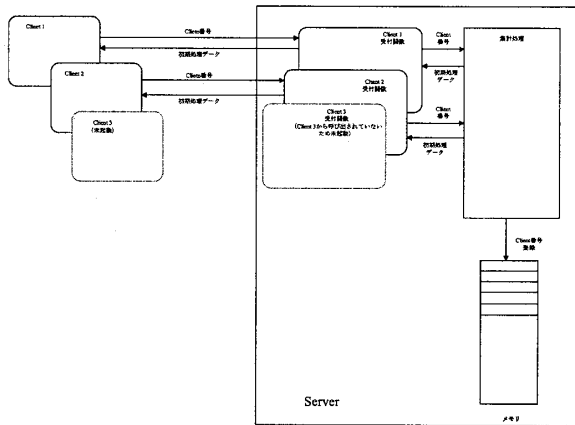 Client 1
Client番号
初期処理データ
Client 1
受付関数
Client
番号
初期処理
データ
集計処理
Client 2
Client番号
初期処理データ
Client 2
受付関数
Client 3
(未起動)
Client 3
受付関数
(Client 3から呼び出されていない
ため未起動)
Client
番号
初期処理
データ
Client番号
登録
Server
メモリ